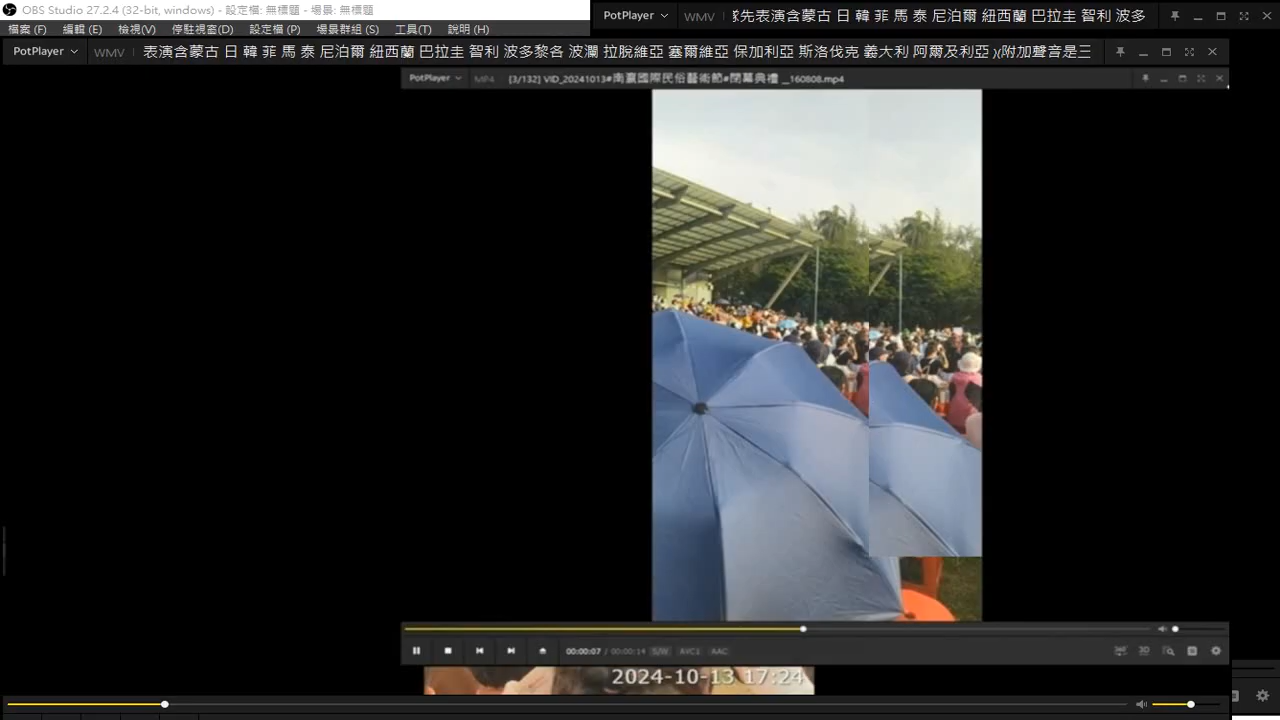 OBS Studio 27.2.4 (32-bit, windows) - 設定檔: 無標題 - 場景: 無標題
PotPlayer WMV 先表演含蒙古 日 韓 菲 馬 泰 尼泊爾 紐西蘭 巴拉圭 智利 波多
檔案 (F) 編輯 (E) 檢視(V) 停駐視窗(D) 設定檔 (P) 場景群組 (S) 工具(T) 說明 (H)
PotPlayer WMV 表演含蒙古 日 韓 菲 馬 泰 尼泊爾 紐西蘭 巴拉圭 智利 波多黎各 波瀾 拉脫維亞 塞爾維亞 保加利亞 斯洛伐克 義大利 阿爾及利亞 )(附加聲音是三
PotPlayer MP4 [3/132] VID_20241013#南瀛國際民俗藝術節#閉幕典禮 _160808.mp4
00:00:07 / 00:00:14 S/W AVC1 AAC 3D
2024-10-13 17:24